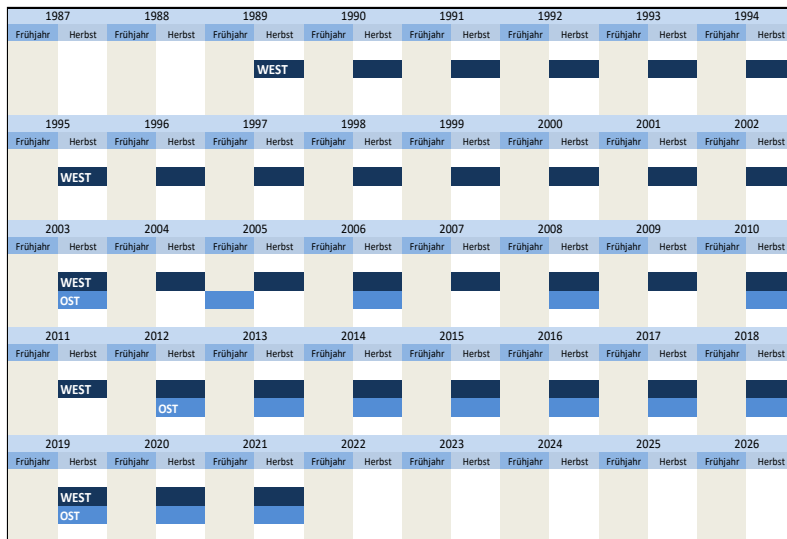 1987 1988 1989 1990 1991 1992 1993 1994
Frühjahr Herbst Frühjahr Herbst Frühjahr Herbst Frühjahr Herbst Frühjahr Herbst Frühjahr Herbst Frühjahr Herbst Frühjahr Herbst
WEST
1995 1996 1997 1998 1999 2000 2001 2002
Frühjahr Herbst Frühjahr Herbst Frühjahr Herbst Frühjahr Herbst Frühjahr Herbst Frühjahr Herbst Frühjahr Herbst Frühjahr Herbst
WEST
2003 2004 2005 2006 2007 2008 2009 2010
Frühjahr Herbst Frühjahr Herbst Frühjahr Herbst Frühjahr Herbst Frühjahr Herbst Frühjahr Herbst Frühjahr Herbst Frühjahr Herbst
WEST
OST
2011 2012 2013 2014 2015 2016 2017 2018
Frühjahr Herbst Frühjahr Herbst Frühjahr Herbst Frühjahr Herbst Frühjahr Herbst Frühjahr Herbst Frühjahr Herbst Frühjahr Herbst
WEST
OST
2019 2020 2021 2022 2023 2024 2025 2026
Frühjahr Herbst Frühjahr Herbst Frühjahr Herbst Frühjahr Herbst Frühjahr Herbst Frühjahr Herbst Frühjahr Herbst Frühjahr Herbst
WEST
OST